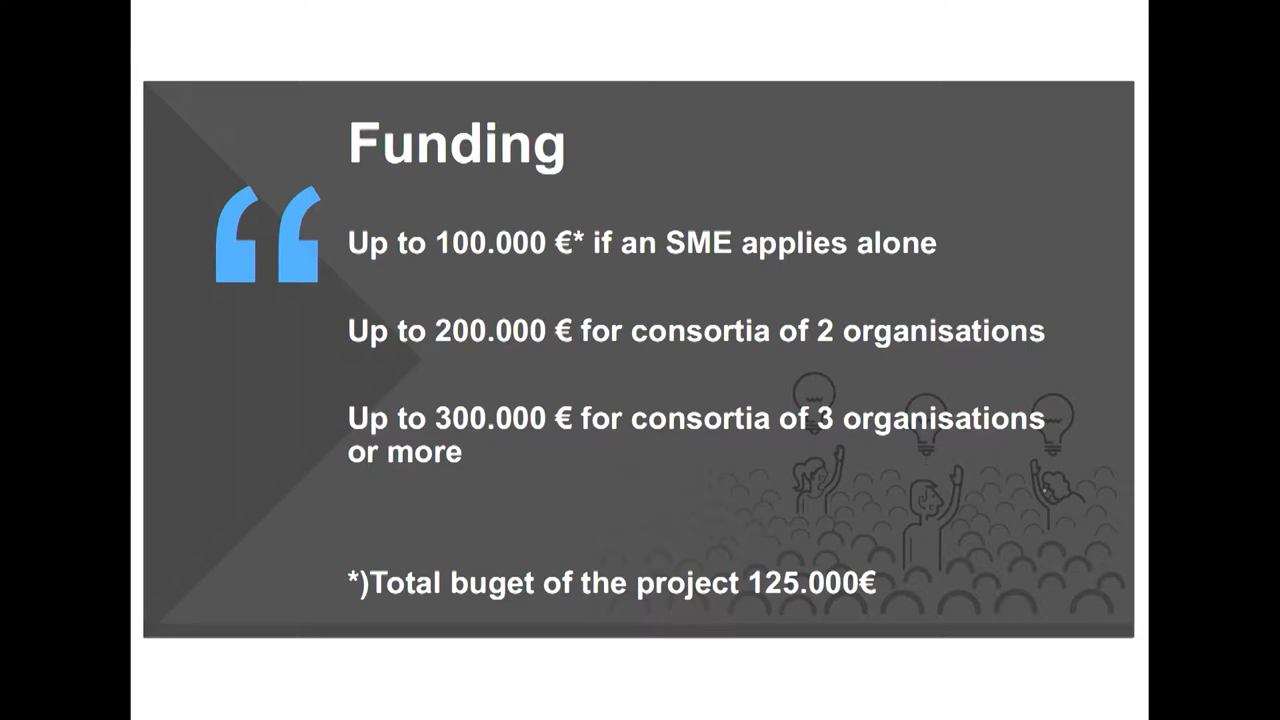 Funding
Up to 100.000 €* if an SME applies alone
Up to 200.000 € for consortia of 2 organisations
Up to 300.000 € for consortia of 3 organisations
or more
*)Total buget of the project 125.000€